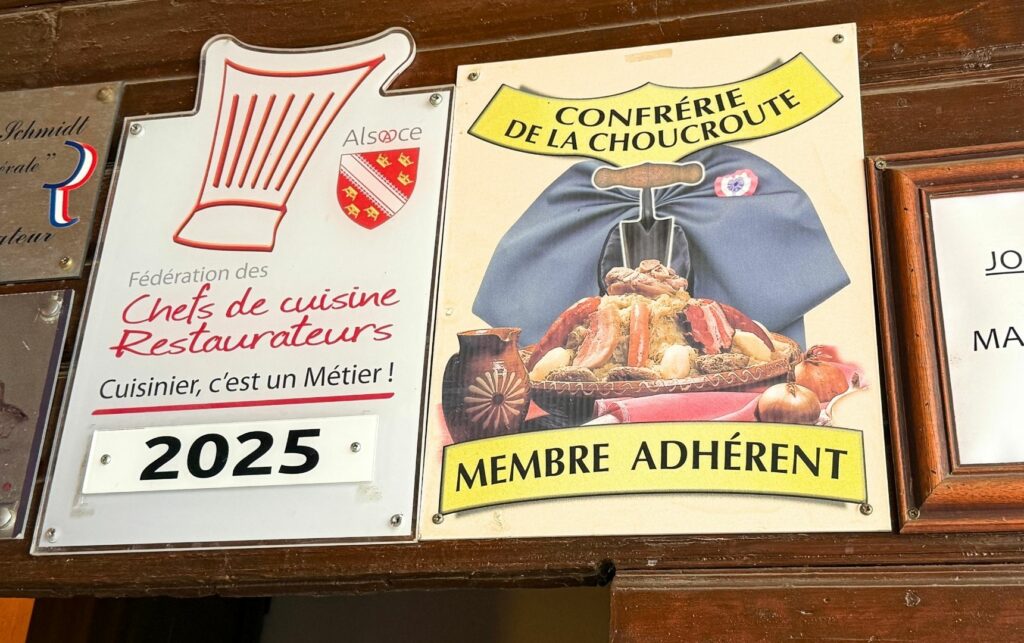 Schmidt
Alsace
Fédération des
Chefs de cuisine
Restaurateurs
Cuisinier, c'est un Métier !
2025
CONFRÉRIE
DE LA CHOUCROUTE
MEMBRE ADHÉRENT
JO
MA